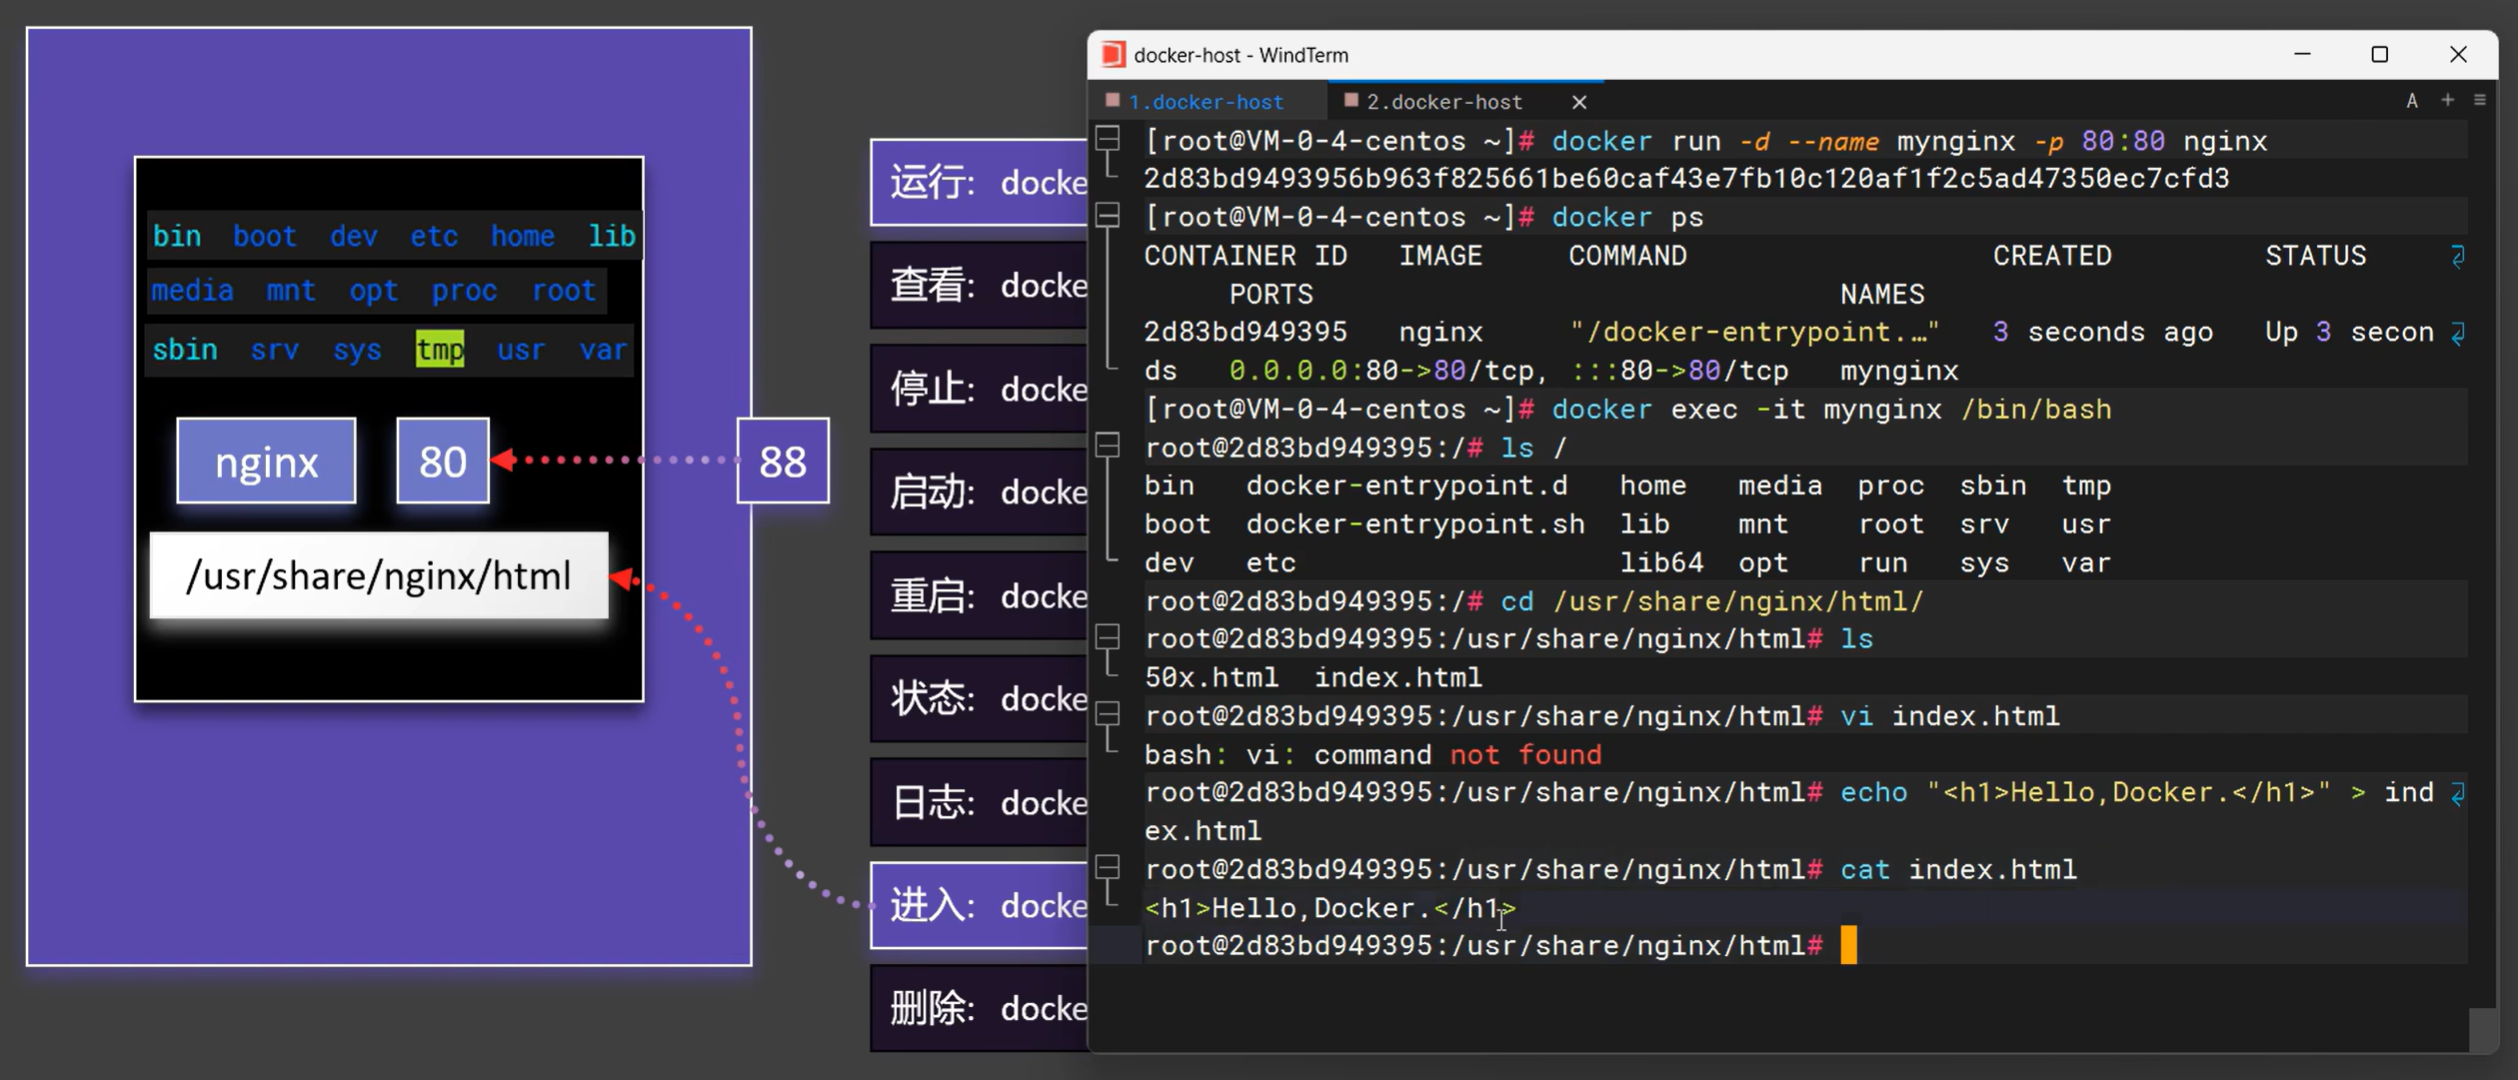 bin boot dev etc home lib
media mnt opt proc root
sbin srv sys tmp usr var
nginx 80 88
/usr/share/nginx/html
运行: docke
查看: docke
停止: docke
启动: docke
重启: docke
状态: docke
日志: docke
进入: docke
删除: docke
docker-host - WindTerm
1.docker-host 2.docker-host
A
[root@VM-0-4-centos ~]# docker run -d --name mynginx -p 80:80 nginx
2d83bd9493956b963f825661be60caf43e7fb10c120af1f2c5ad47350ec7cfd3
[root@VM-0-4-centos ~]# docker ps
CONTAINER ID IMAGE COMMAND CREATED STATUS
PORTS NAMES
2d83bd949395 nginx "/docker-entrypoint.…" 3 seconds ago Up 3 secon
ds 0.0.0.0:80->80/tcp, :::80->80/tcp mynginx
[root@VM-0-4-centos ~]# docker exec -it mynginx /bin/bash
root@2d83bd949395:/# ls /
bin docker-entrypoint.d home media proc sbin tmp
boot docker-entrypoint.sh lib mnt root srv usr
dev etc lib64 opt run sys var
root@2d83bd949395:/# cd /usr/share/nginx/html/
root@2d83bd949395:/usr/share/nginx/html# ls
50x.html index.html
root@2d83bd949395:/usr/share/nginx/html# vi index.html
bash: vi: command not found
root@2d83bd949395:/usr/share/nginx/html# echo "<h1>Hello,Docker.</h1>" > ind
ex.html
root@2d83bd949395:/usr/share/nginx/html# cat index.html
<h1>Hello,Docker.</h1>
root@2d83bd949395:/usr/share/nginx/html#